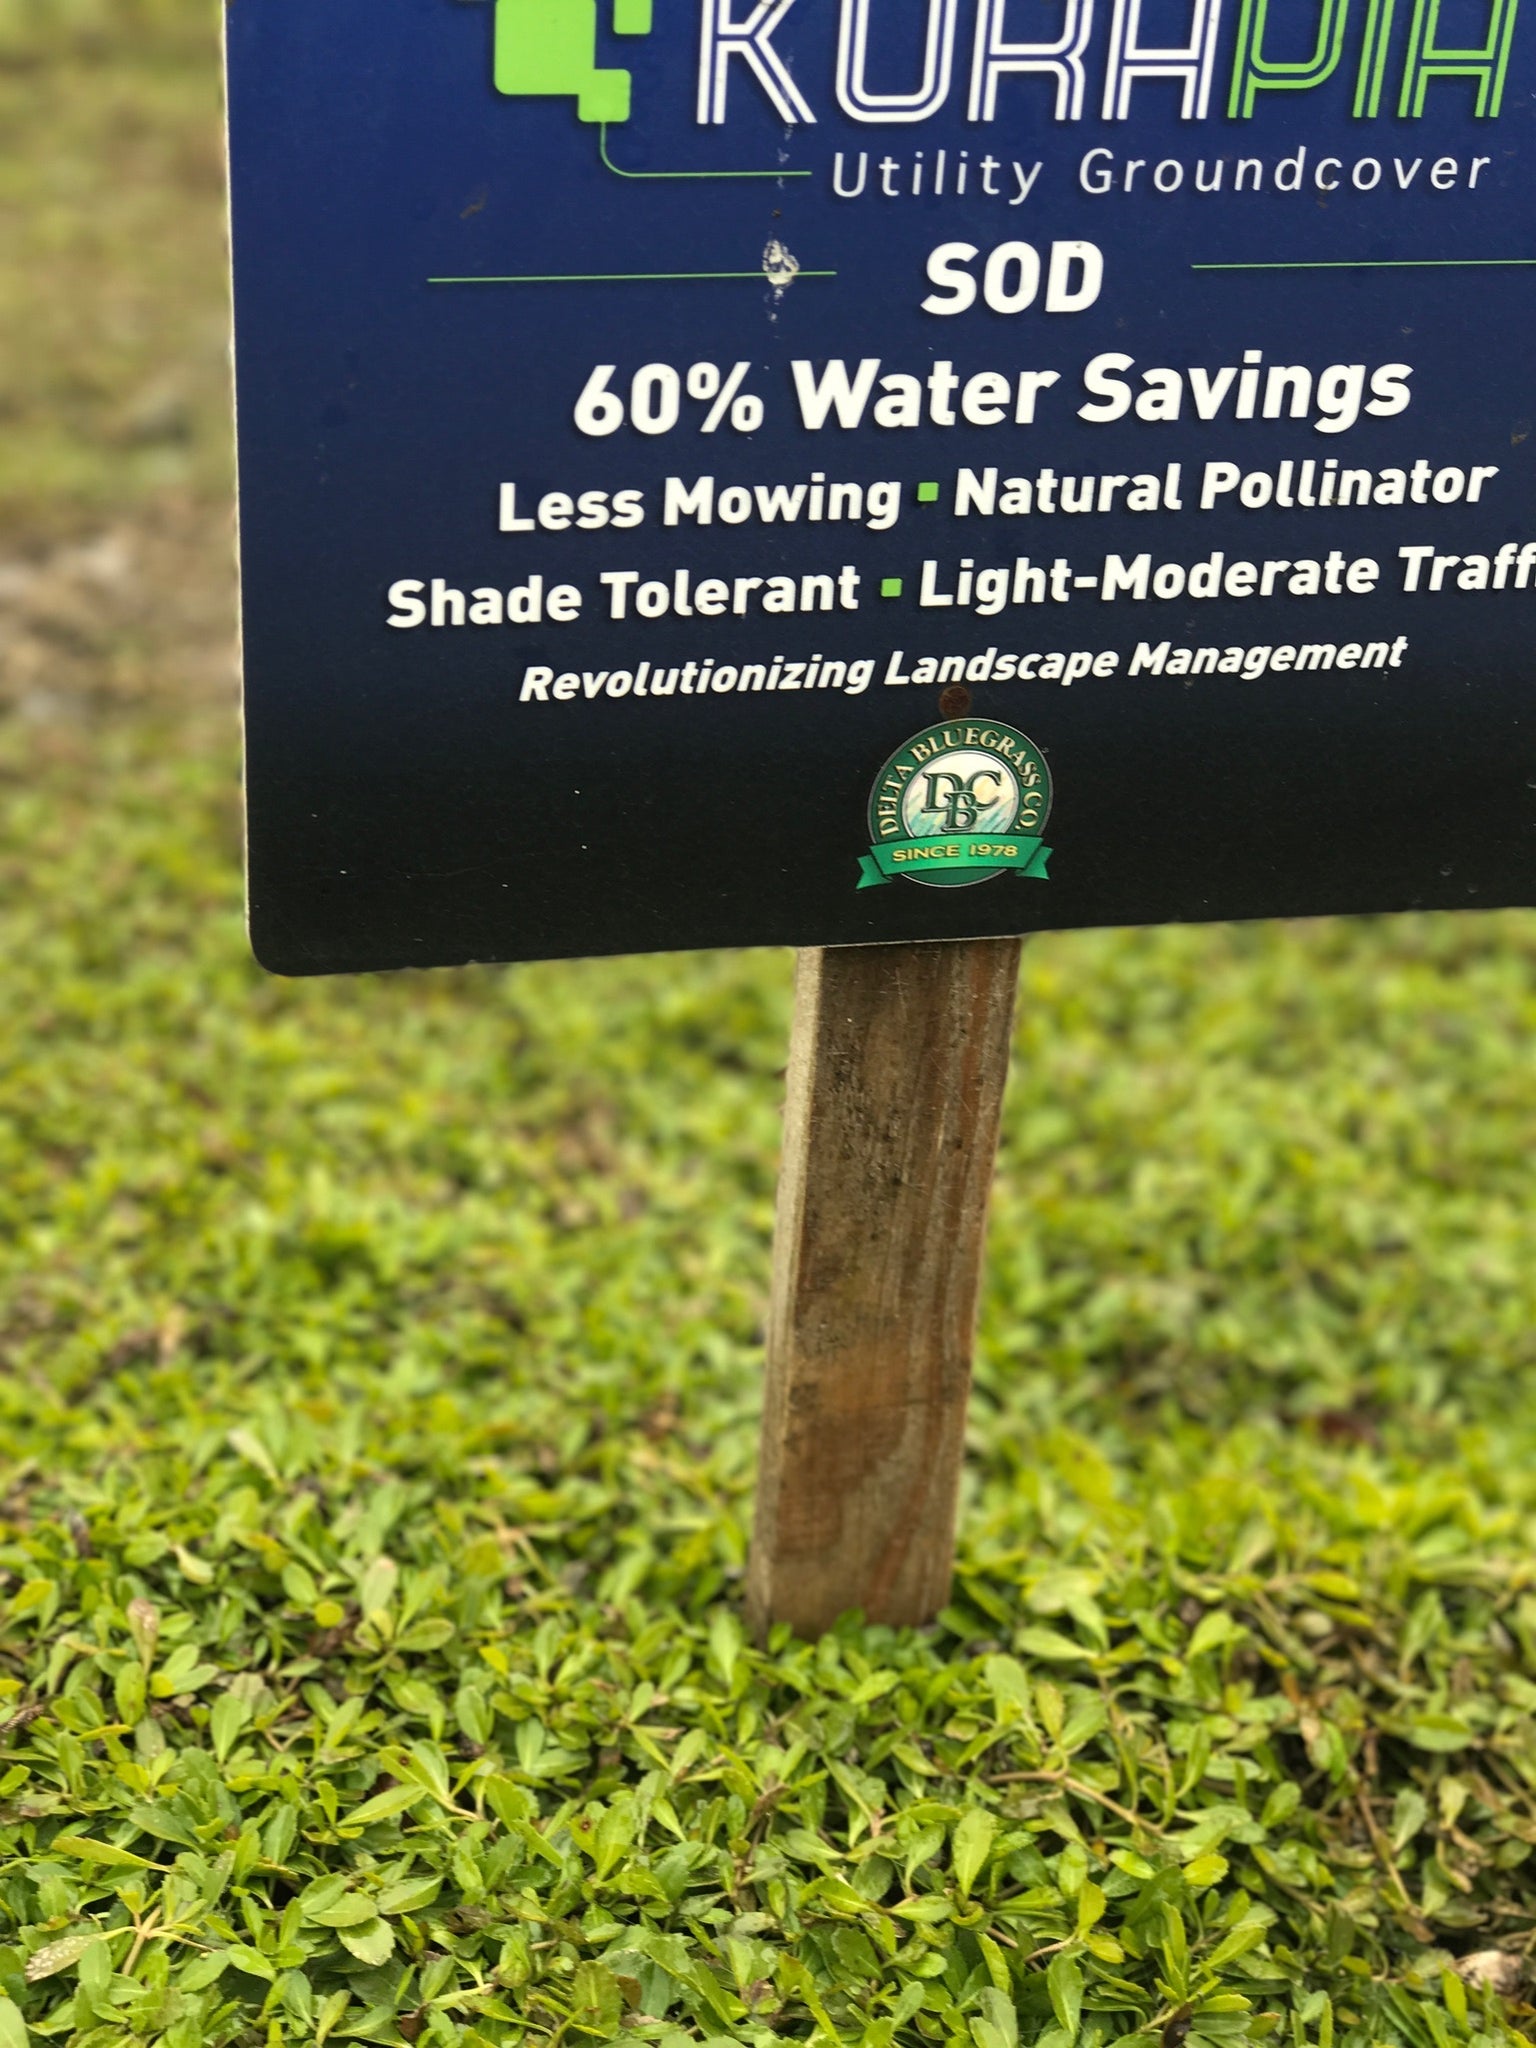 KURAPIA
Utility Groundcover
SOD
60% Water Savings
Less Mowing ▪ Natural Pollinator
Shade Tolerant ▪ Light-Moderate Traff
Revolutionizing Landscape Management
DELTA BLUEGRASS CO.
DBC
SINCE 1978